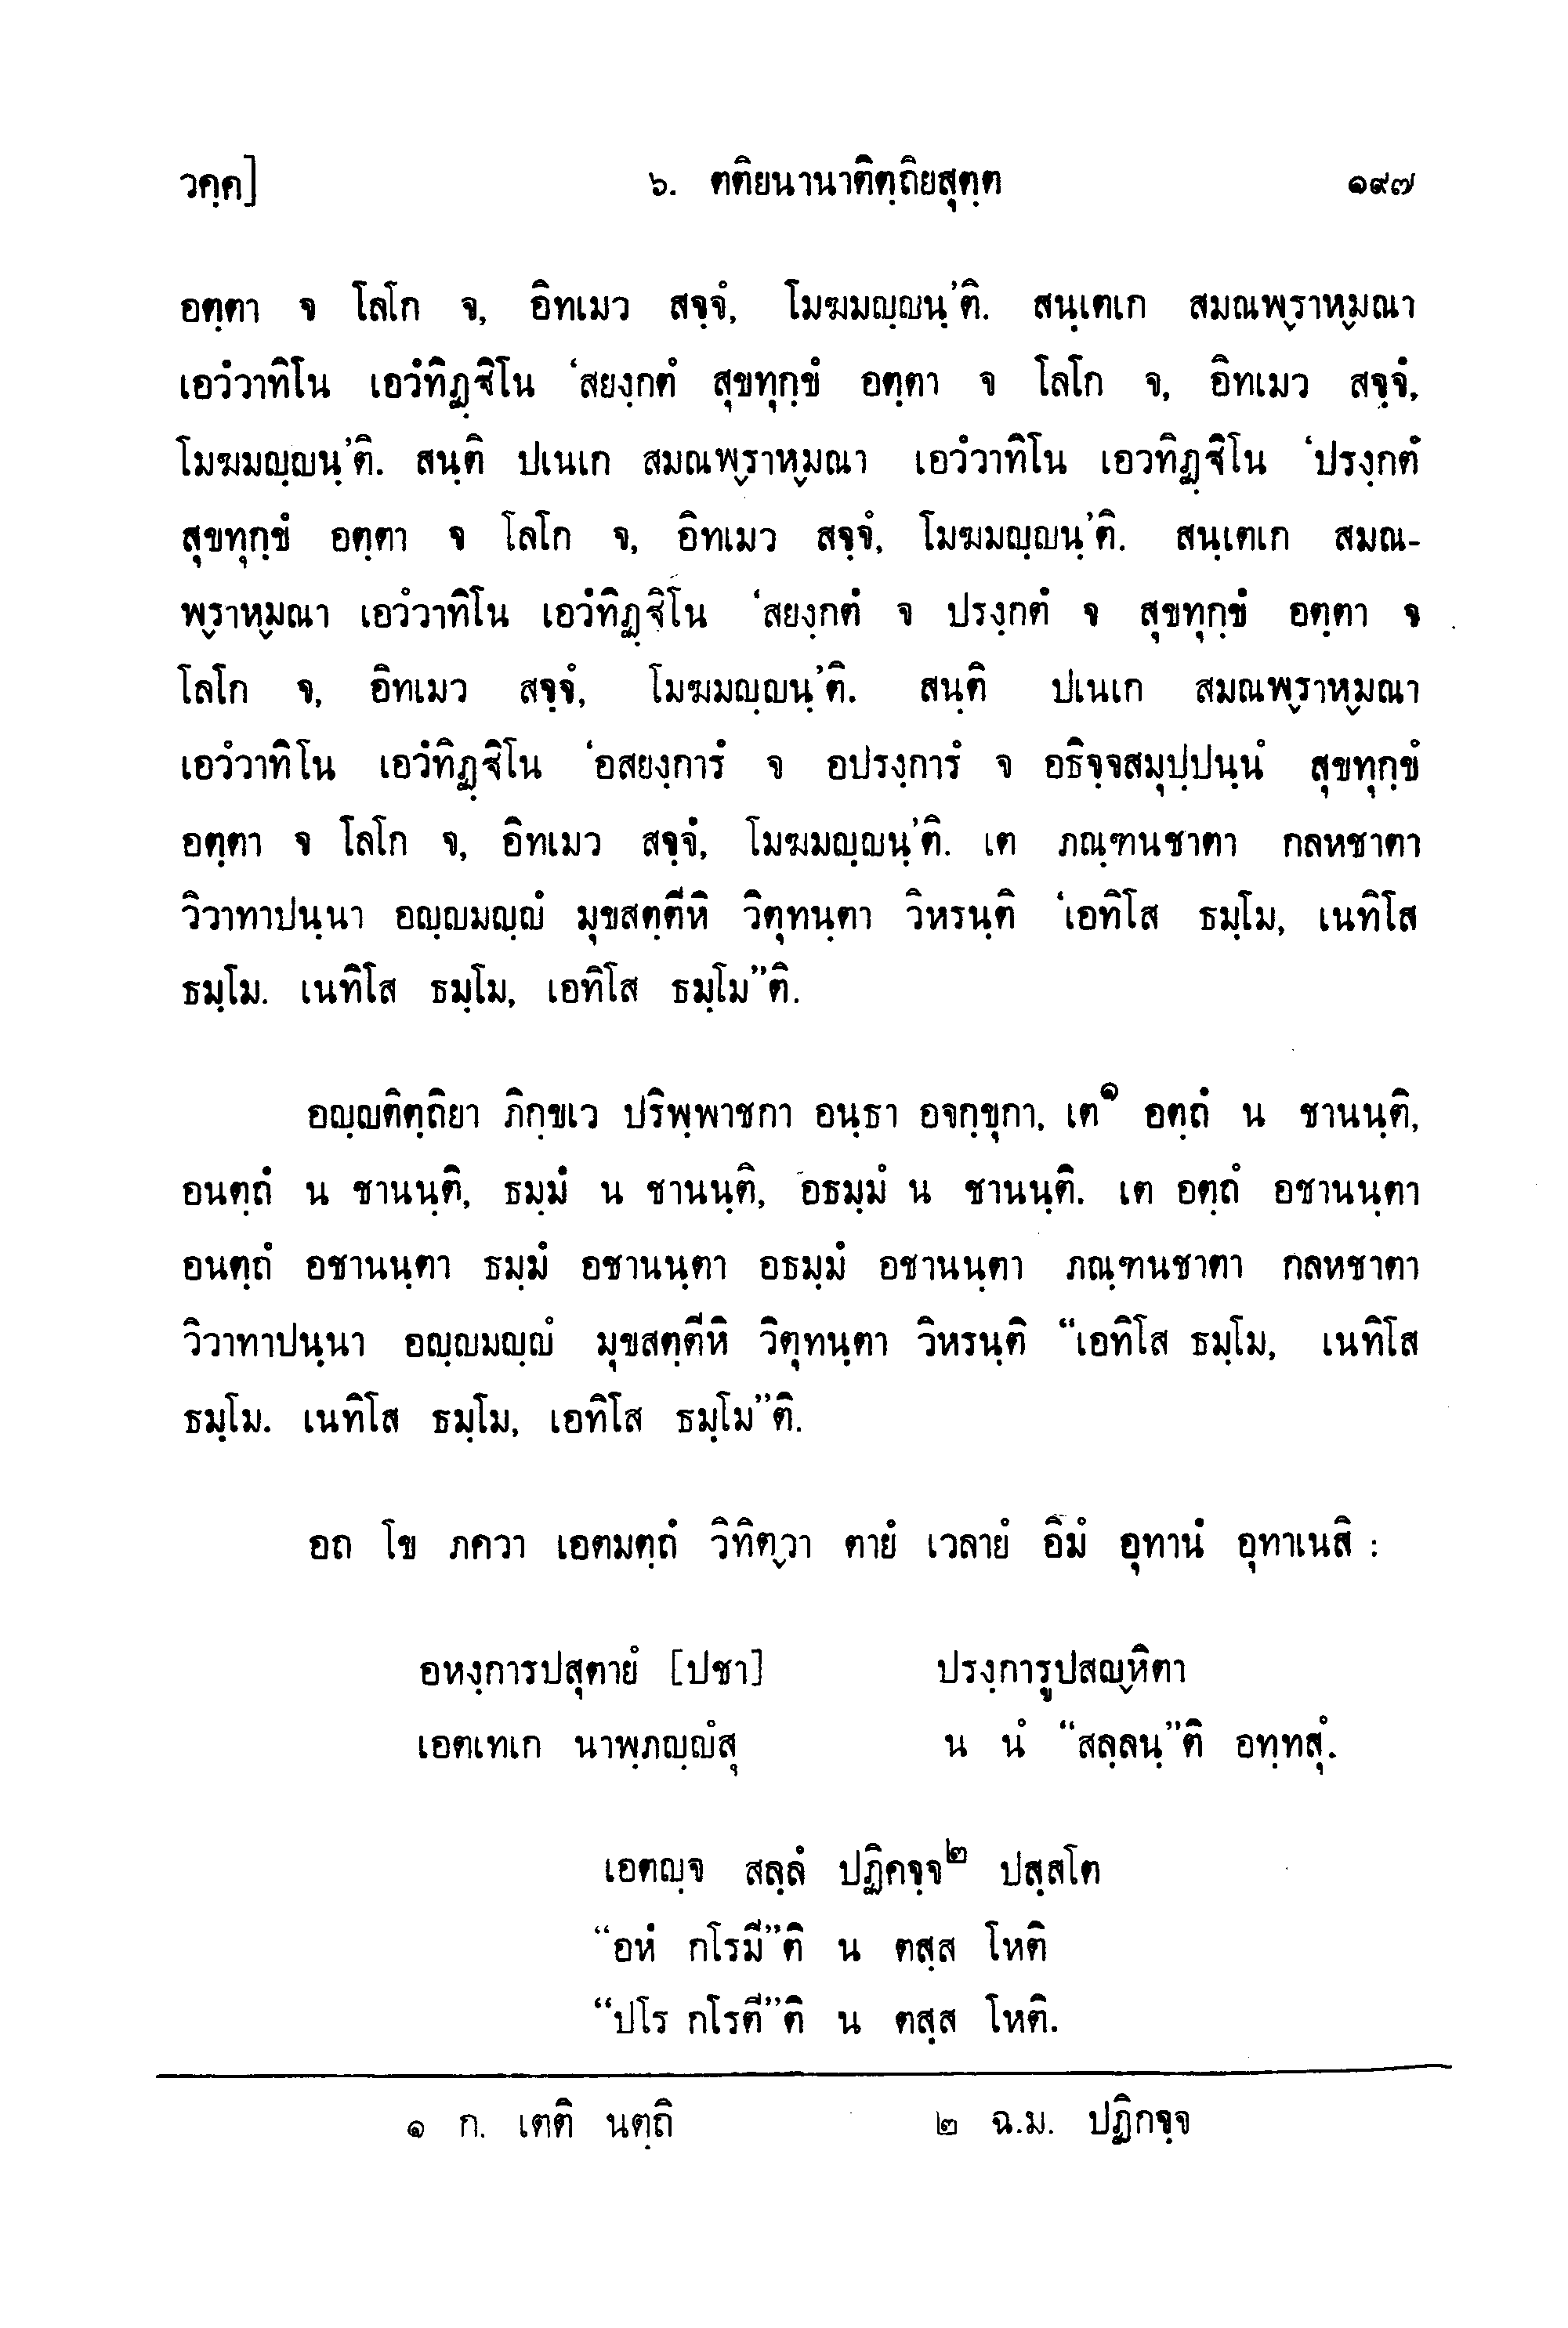 วคฺค] ๖. ตติยนานาติตฺถิยสุตฺต ๑๙๗
อตฺตา จ โลโก จ, อิทเมว สจฺจํ, โมฆมญฺญนฺ’ติ. สนฺเตเก สมณพฺราหฺมณา
เอวํวาทิโน เอวํทิฏฺฐิโน ‘สยงฺกตํ สุขทุกฺขํ อตฺตา จ โลโก จ, อิทเมว สจฺจํ,
โมฆมญฺญนฺ’ติ. สนฺติ ปเนเก สมณพฺราหฺมณา เอวํวาทิโน เอวทิฏฺฐิโน ‘ปรงฺกตํ
สุขทุกฺขํ อตฺตา จ โลโก จ, อิทเมว สจฺจํ, โมฆมญฺญนฺ’ติ. สนฺเตเก สมณ-
พฺราหฺมณา เอวํวาทิโน เอวํทิฏฺฐิโน ‘สยงฺกตํ จ ปรงฺกตํ จ สุขทุกฺขํ อตฺตา จ
โลโก จ, อิทเมว สจฺจํ, โมฆมญฺญนฺ’ติ. สนฺติ ปเนเก สมณพฺราหฺมณา
เอวํวาทิโน เอวํทิฏฺฐิโน ‘อสยงฺการํ จ อปรงฺการํ จ อธิจฺจสมุปฺปนฺนํ สุขทุกฺขํ
อตฺตา จ โลโก จ, อิทเมว สจฺจํ, โมฆมญฺญนฺ’ติ. เต ภณฺฑนชาตา กลหชาตา
วิวาทาปนฺนา อญฺญมญฺญํ มุขสตฺตีหิ วิตุทนฺตา วิหรนฺติ ‘เอทิโส ธมฺโม, เนทิโส
ธมฺโม. เนทิโส ธมฺโม, เอทิโส ธมฺโม”ติ.
อญฺญติตฺถิยา ภิกฺขเว ปริพฺพาชกา อนฺธา อจกฺขุกา, เต๑ อตฺถํ น ชานนฺติ,
อนตฺถํ น ชานนฺติ, ธมฺมํ น ชานนฺติ, อธมฺมํ น ชานนฺติ. เต อตฺถํ อชานนฺตา
อนตฺถํ อชานนฺตา ธมฺมํ อชานนฺตา อธมฺมํ อชานนฺตา ภณฺฑนชาตา กลหชาตา
วิวาทาปนฺนา อญฺญมญฺญํ มุขสตฺตีหิ วิตุทนฺตา วิหรนฺติ “เอทิโส ธมฺโม, เนทิโส
ธมฺโม. เนทิโส ธมฺโม, เอทิโส ธมฺโม”ติ.
อถ โข ภควา เอตมตฺถํ วิทิตฺวา ตายํ เวลายํ อิมํ อุทานํ อุทาเนสิ :
อหงฺการปสุตายํ [ปชา] ปรงฺการูปสญฺหิตา
เอตเทเก นาพฺภญฺญํสุ น นํ “สลฺลนฺ”ติ อทฺทสุํ.
เอตญฺจ สลฺลํ ปฏิคจฺจ๒ ปสฺสโต
“อหํ กโรมี”ติ น ตสฺส โหติ
“ปโร กโรตี”ติ น ตสฺส โหติ.
๑ ก. เตติ นตฺถิ ๒ ฉ.ม. ปฏิกจฺจ